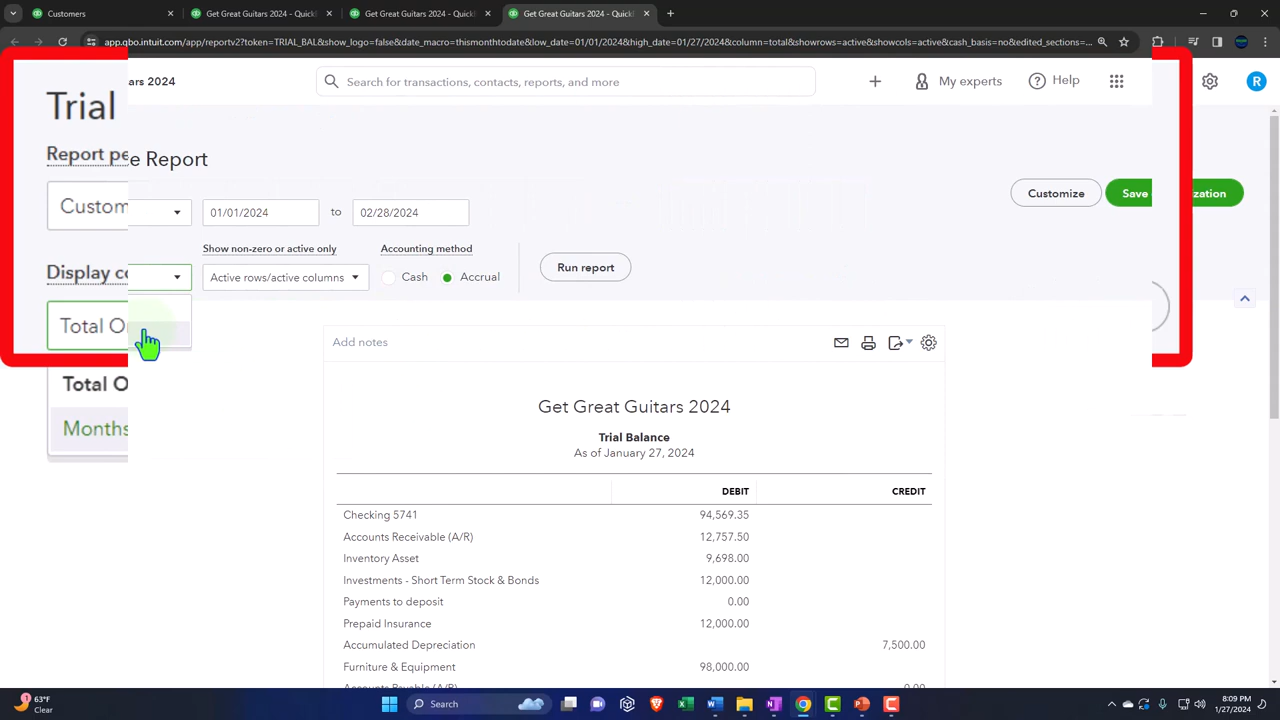 Get Great Guitars 2024 - Quick
Get Great Guitars 2024 - Quick
Get Great Guitars 2024 - QuickB
app.qbo.intuit.com/app/reportv2?token=TRIAL_BAL&show_logo=false&date_macro=thismonthtodate&low_date=01/01/2024&high_date=01/27/2024&column=total&showrows=active&showcols=active&cash_basis=no&edited_sections=...
ars 2024
Search for transactions, contacts, reports, and more
My experts
Help
R
Trial
e Report
Report pe
Customize
Save
zation
Custom
01/01/2024 to 02/28/2024
Show non-zero or active only
Accounting method
Display co
Active rows/active columns
Cash
Accrual
Run report
Total O
Total O
Months
Add notes
Get Great Guitars 2024
Trial Balance
As of January 27, 2024
DEBIT CREDIT
Checking 5741 94,569.35
Accounts Receivable (A/R) 12,757.50
Inventory Asset 9,698.00
Investments - Short Term Stock & Bonds 12,000.00
Payments to deposit 0.00
Prepaid Insurance 12,000.00
Accumulated Depreciation 7,500.00
Furniture & Equipment 98,000.00
Accounts Payable (A/P) 0.00
63°F
Clear
Search
8:09 PM
1/27/2024